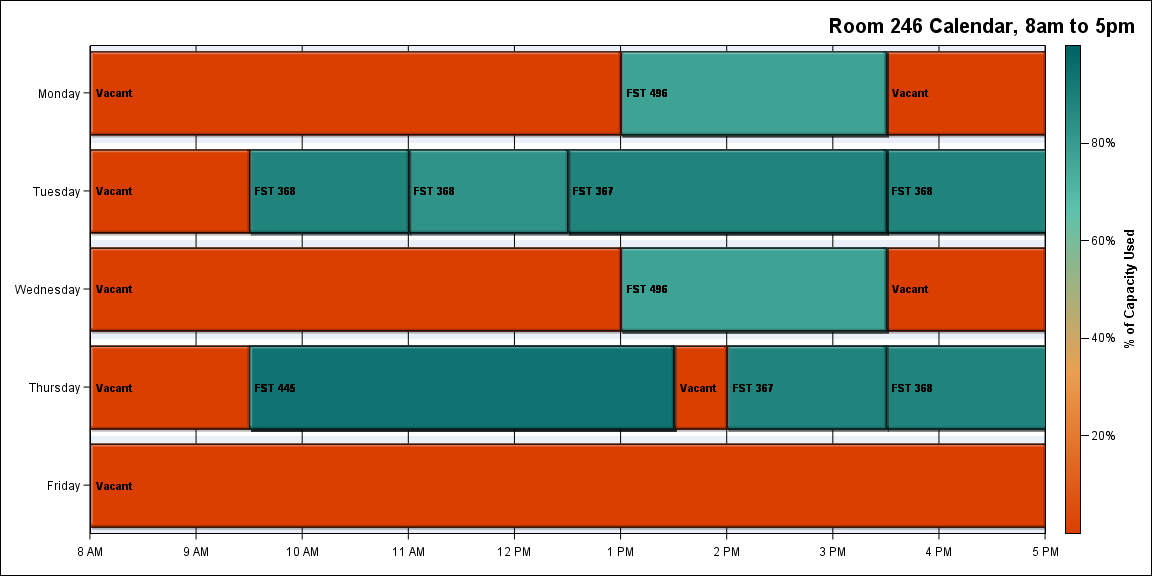 Room 246 Calendar, 8am to 5pm
Monday
Vacant
FST 496
Vacant
Tuesday
Vacant
FST 368
FST 368
FST 367
FST 368
Wednesday
Vacant
FST 496
Vacant
Thursday
Vacant
FST 445
Vacant
FST 367
FST 368
Friday
Vacant
8 AM
9 AM
10 AM
11 AM
12 PM
1 PM
2 PM
3 PM
4 PM
5 PM
80%
60%
40%
20%
% of Capacity Used